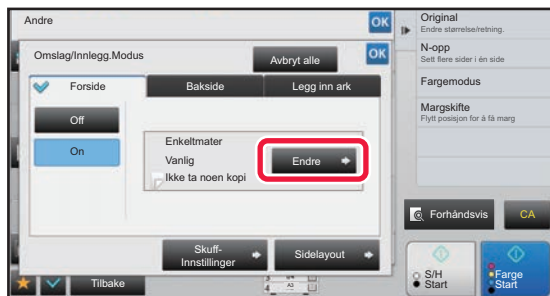 Andre
OK
Omslag/Innlegg.Modus
Avbryt alle
OK
Forside
Bakside
Legg inn ark
Off
On
Enkeltmater
Vanlig
Ikke ta noen kopi
Endre
Skuff-
Innstillinger
Sidelayout
Tilbake
Original
Endre størrelse/retning.
N-opp
Sett flere sider i én side
Fargemodus
Margskifte
Flytt posisjon for å få marg
Forhåndsvis
CA
S/H
Start
Farge
Start